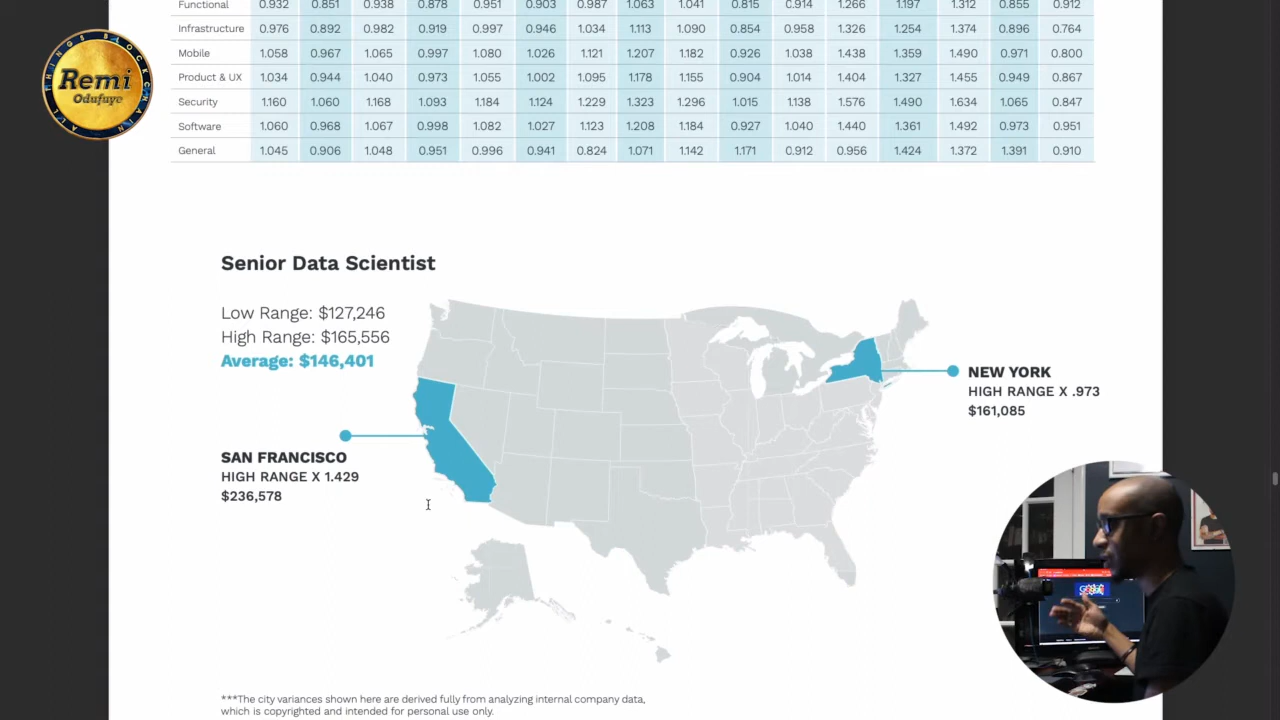 Functional 0.932 0.851 0.938 0.878 0.951 0.903 0.987 1.063 1.041 0.815 0.914 1.266 1.197 1.312 0.855 0.912
Infrastructure 0.976 0.892 0.982 0.919 0.997 0.946 1.034 1.113 1.090 0.854 0.958 1.326 1.254 1.374 0.896 0.764
Mobile 1.058 0.967 1.065 0.997 1.026 1.121 1.207 1.182 1.438 1.359 1.490 0.971 0.800
Product & UX 1.034 0.944 1.040 0.973 1.002 1.095 1.178 1.155 1.404 1.327 1.455 0.949 0.867
Security 1.160 1.060 1.168 1.093 1.184 1.124 1.229 1.323 1.296 1.015 1.138 1.576 1.490 1.634 1.065 0.847
Software 1.060 0.968 1.067 0.998 1.082 1.027 1.123 1.208 1.184 0.927 1.040 1.440 1.361 1.492 0.973 0.951
General 1.045 0.906 1.048 0.951 0.996 0.941 0.824 1.071 1.142 1.171 0.912 0.956 1.424 1.372 1.391 0.910
Remi
Odufuye
Senior Data Scientist
Low Range: $127,246
High Range: $165,556
Average: $146,401
NEW YORK
HIGH RANGE X .973
$161,085
SAN FRANCISCO
HIGH RANGE X 1.429
$236,578
***The city variances shown here are derived fully from analyzing internal company data,
which is copyrighted and intended for personal use only.